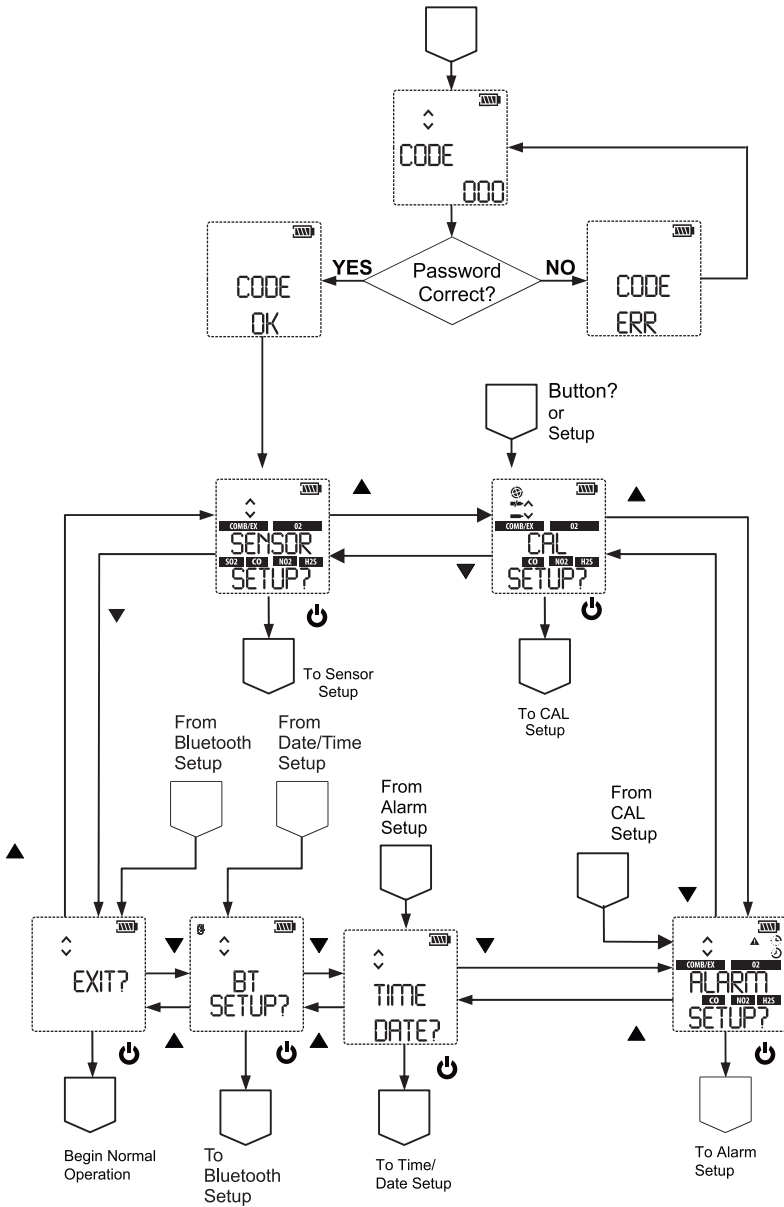 CODE
000
YES
Password
Correct?
NO
CODE
OK
CODE
ERR
Button?
or
Setup
COMB/EX O2
SENSOR
SO2 CO NO2 H2S
SETUP?
COMB/EX O2
CAL
CO NO2 H2S
SETUP?
To Sensor
Setup
To CAL
Setup
From
Bluetooth
Setup
From
Date/Time
Setup
From
Alarm
Setup
From
CAL
Setup
EXIT?
BT
SETUP?
TIME
DATE?
COMB/EX O2
ALARM
CO NO2 H2S
SETUP?
Begin Normal
Operation
To
Bluetooth
Setup
To Time/
Date Setup
To Alarm
Setup